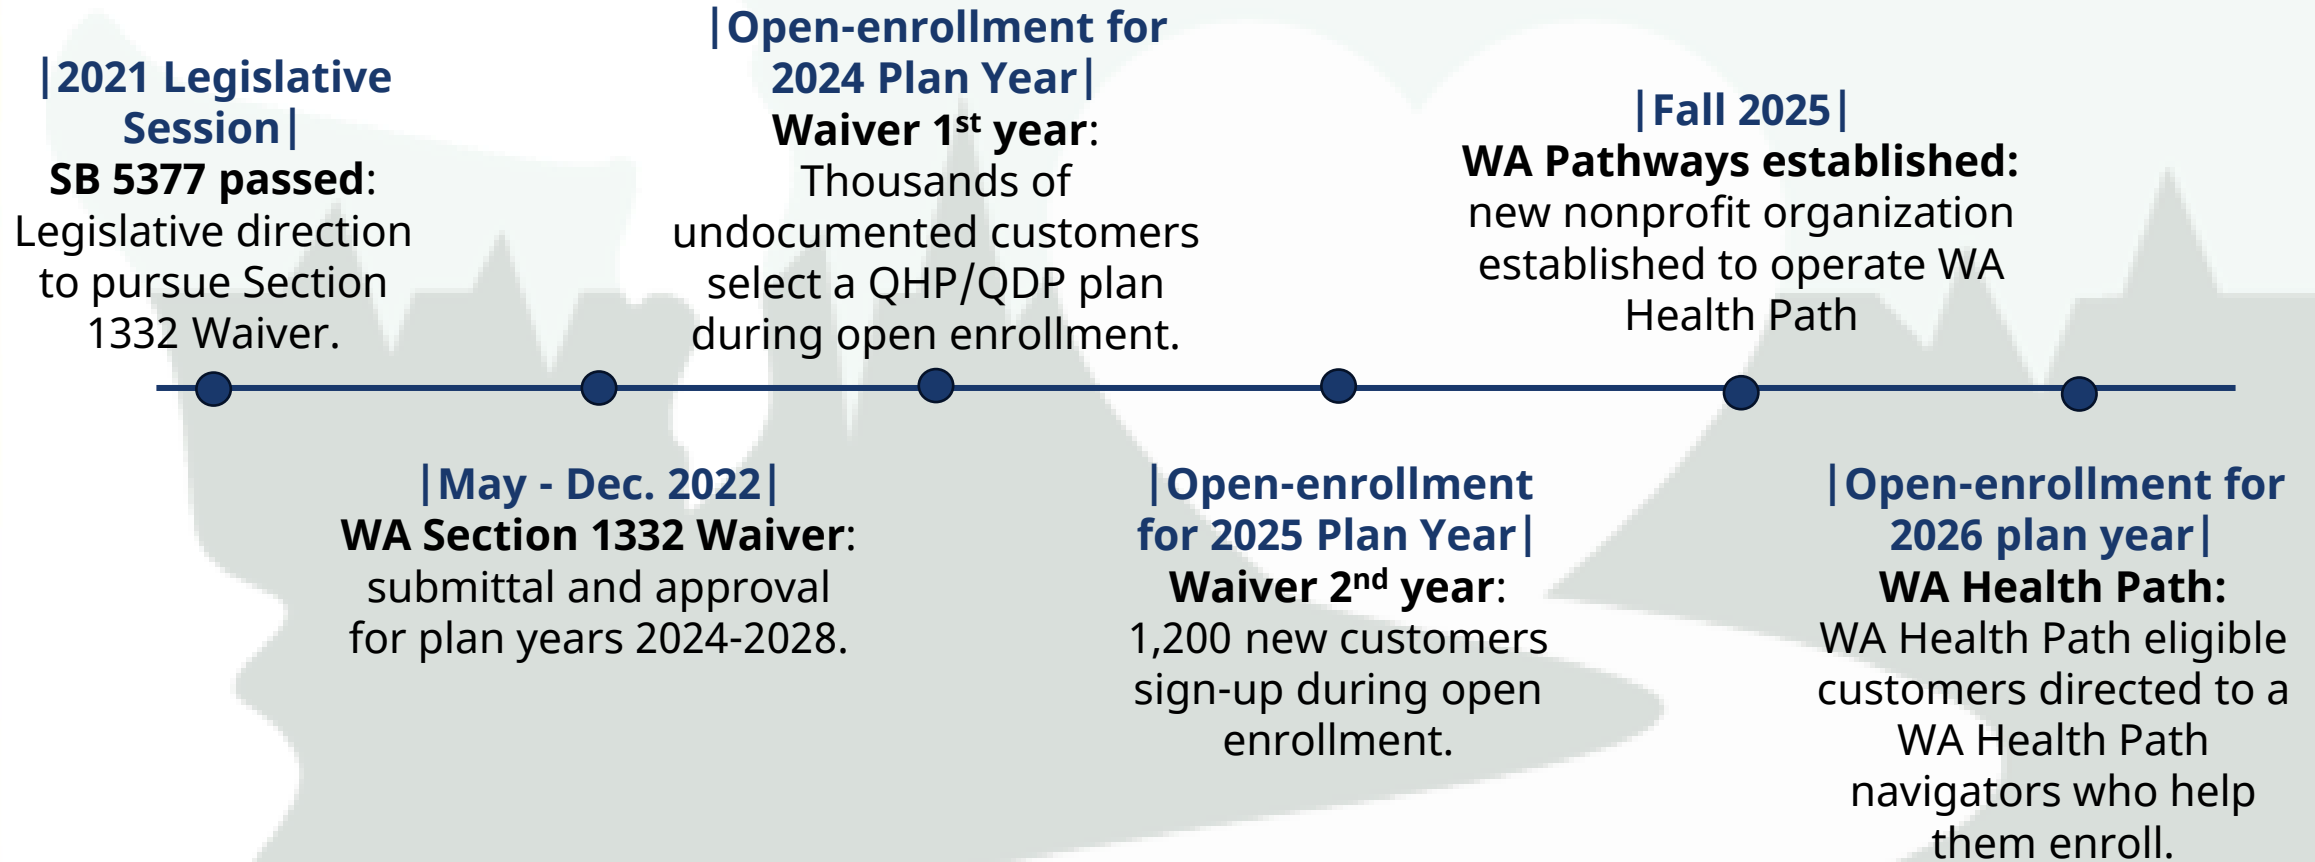 |2021 Legislative
Session|
SB 5377 passed:
Legislative direction
to pursue Section
1332 Waiver.
|May - Dec. 2022|
WA Section 1332 Waiver:
submittal and approval
for plan years 2024-2028.
|Open-enrollment for
2024 Plan Year|
Waiver 1st year:
Thousands of
undocumented customers
select a QHP/QDP plan
during open enrollment.
|Open-enrollment
for 2025 Plan Year|
Waiver 2nd year:
1,200 new customers
sign-up during open
enrollment.
|Fall 2025|
WA Pathways established:
new nonprofit organization
established to operate WA
Health Path
|Open-enrollment for
2026 plan year|
WA Health Path:
WA Health Path eligible
customers directed to a
WA Health Path
navigators who help
them enroll.